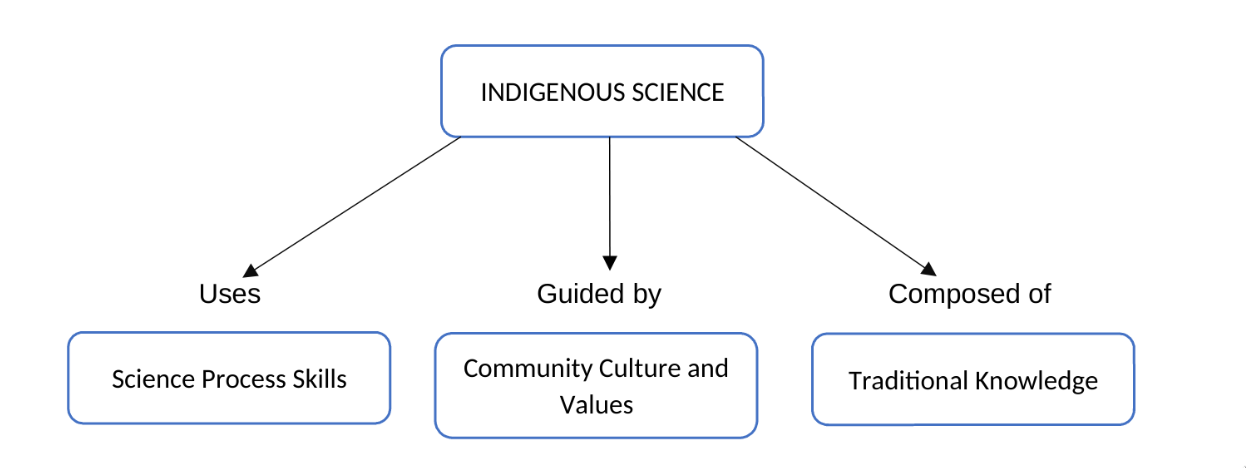 INDIGENOUS SCIENCE
Uses
Guided by
Composed of
Science Process Skills
Community Culture and
Values
Traditional Knowledge